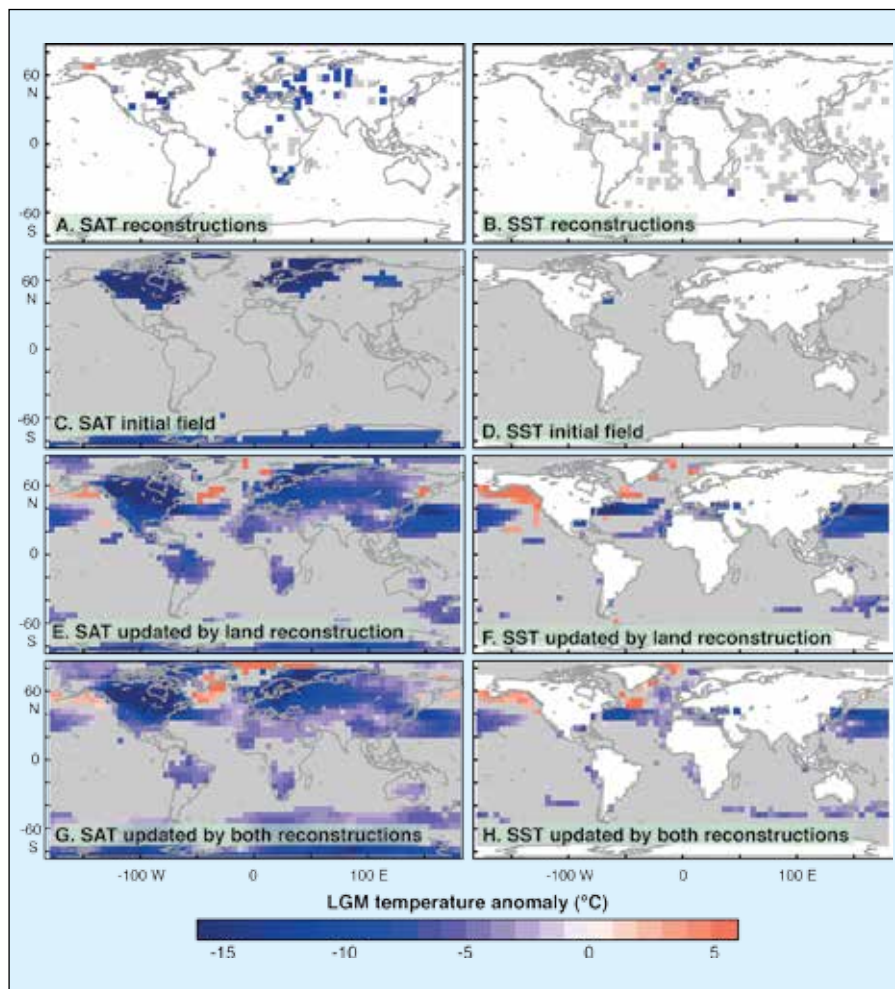 60
N
0
-60
S
A. SAT reconstructions
B. SST reconstructions
60
N
0
-60
S
C. SAT initial field
D. SST initial field
60
N
0
-60
S
E. SAT updated by land reconstruction
F. SST updated by land reconstruction
60
N
0
-60
S
G. SAT updated by both reconstructions
H. SST updated by both reconstructions
-100 W 0 100 E -100 W 0 100 E
LGM temperature anomaly (°C)
-15 -10 -5 0 5